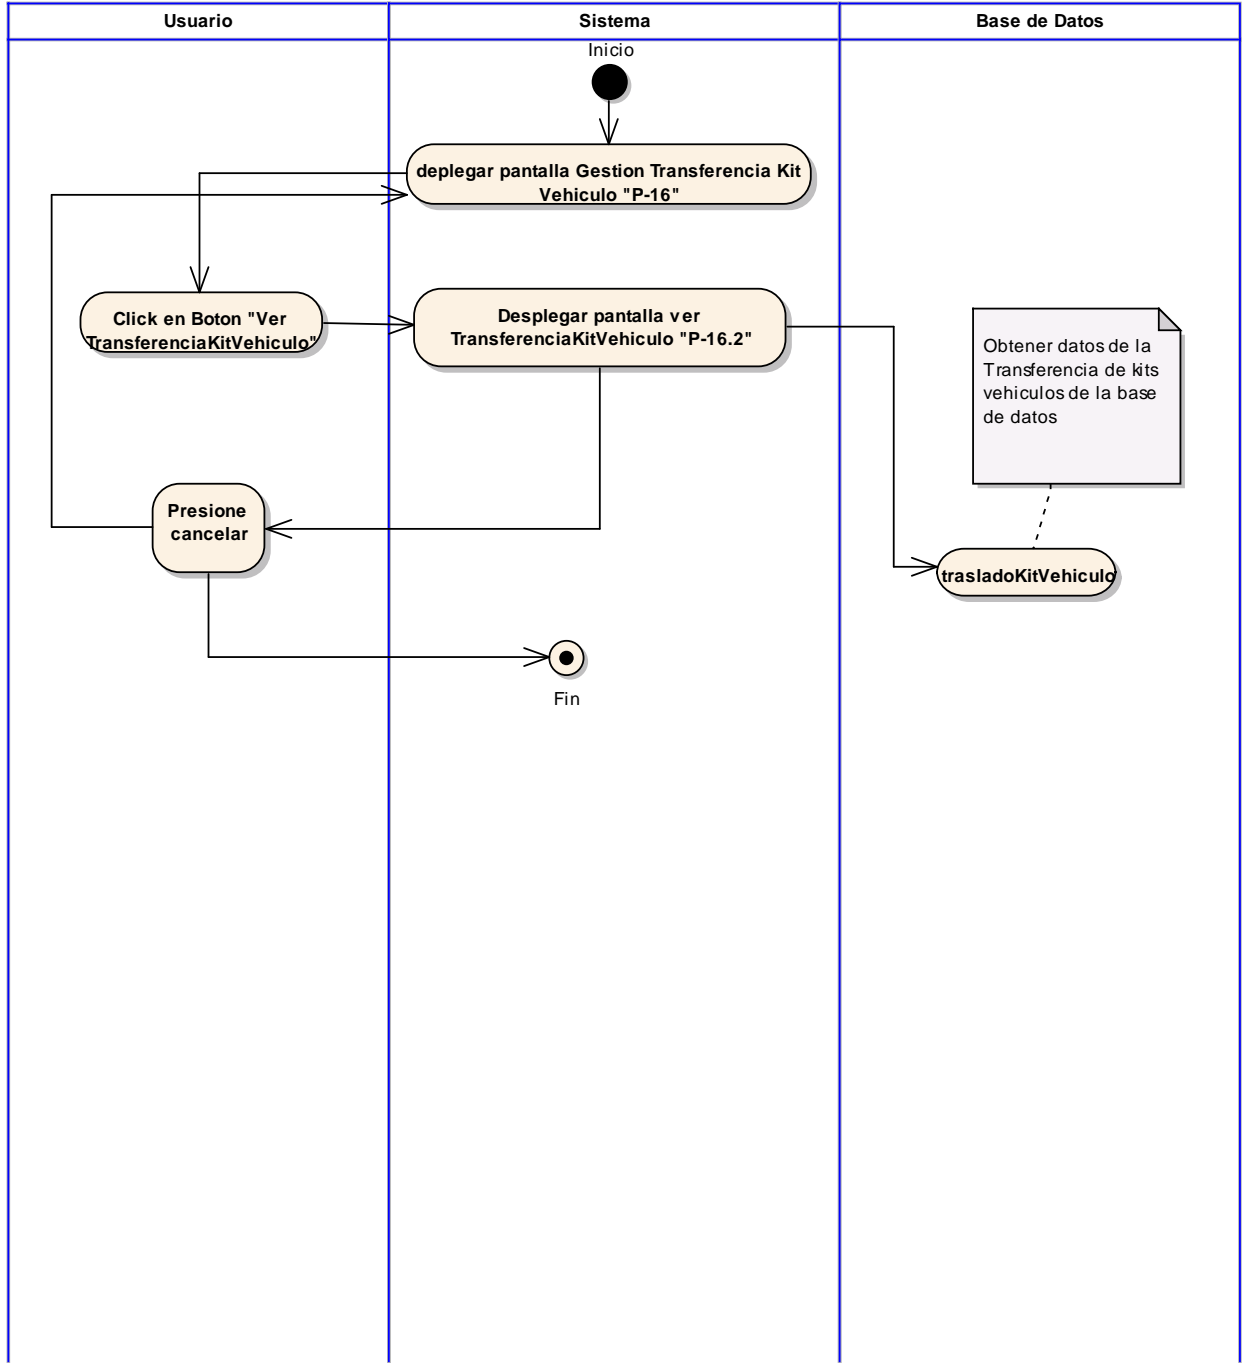 Usuario
Sistema
Base de Datos
Inicio
deplegar pantalla Gestion Transferencia Kit
Vehiculo "P-16"
Click en Boton "Ver
TransferenciaKitVehiculo"
Desplegar pantalla ver
TransferenciaKitVehiculo "P-16.2"
Obtener datos de la
Transferencia de kits
vehiculos de la base
de datos
Presione
cancelar
trasladoKitVehiculo
Fin